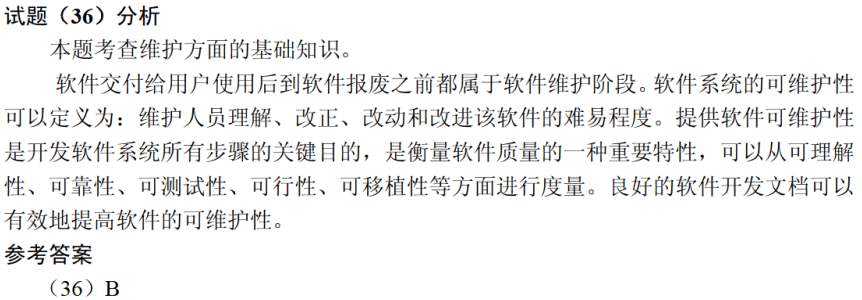 试题（36）分析
本题考查维护方面的基础知识。
软件交付给用户使用后到软件报废之前都属于软件维护阶段。软件系统的可维护性
可以定义为：维护人员理解、改正、改动和改进该软件的难易程度。提供软件可维护性
是开发软件系统所有步骤的关键目的，是衡量软件质量的一种重要特性，可以从可理解
性、可靠性、可测试性、可行性、可移植性等方面进行度量。良好的软件开发文档可以
有效地提高软件的可维护性。
参考答案
（36）B